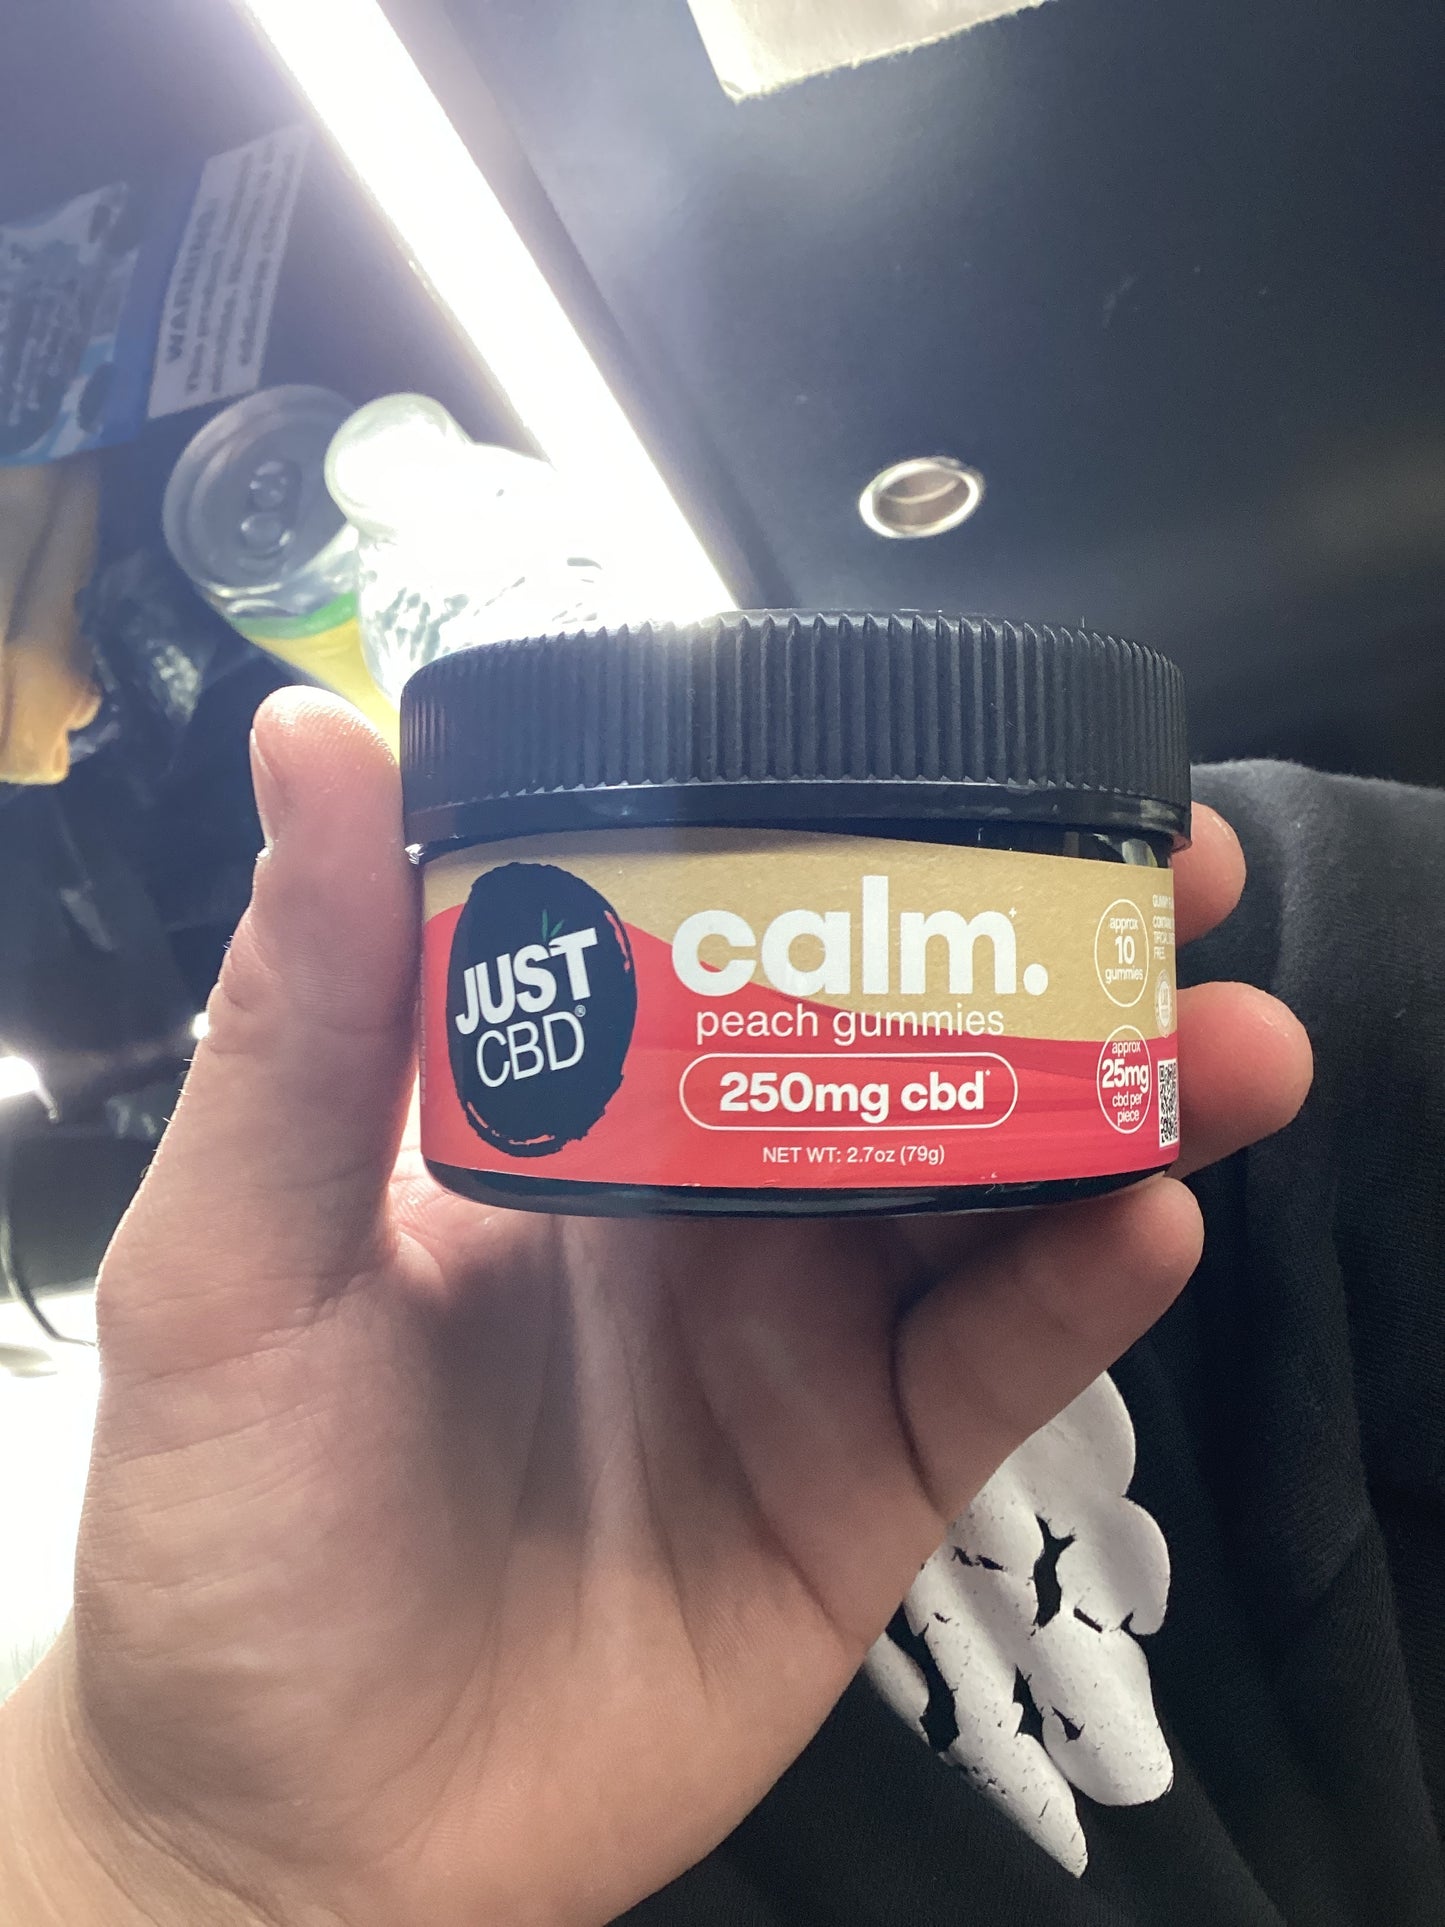 JUST
CBD®
calm.
peach gummies
250mg cbd*
NET WT: 2.7oz (79g)
approx
10
gummies
approx
25mg
cbd per
piece
FREE.